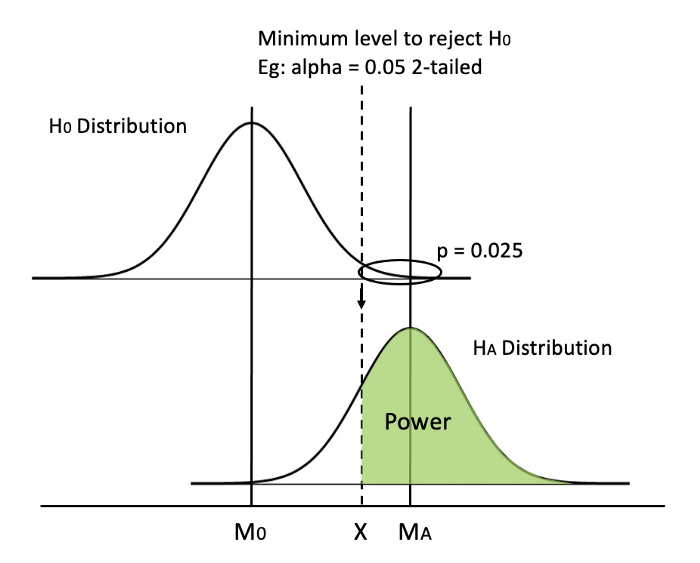 Minimum level to reject H0
Eg: alpha = 0.05 2-tailed
H0 Distribution
p = 0.025
HA Distribution
Power
M0
X
MA